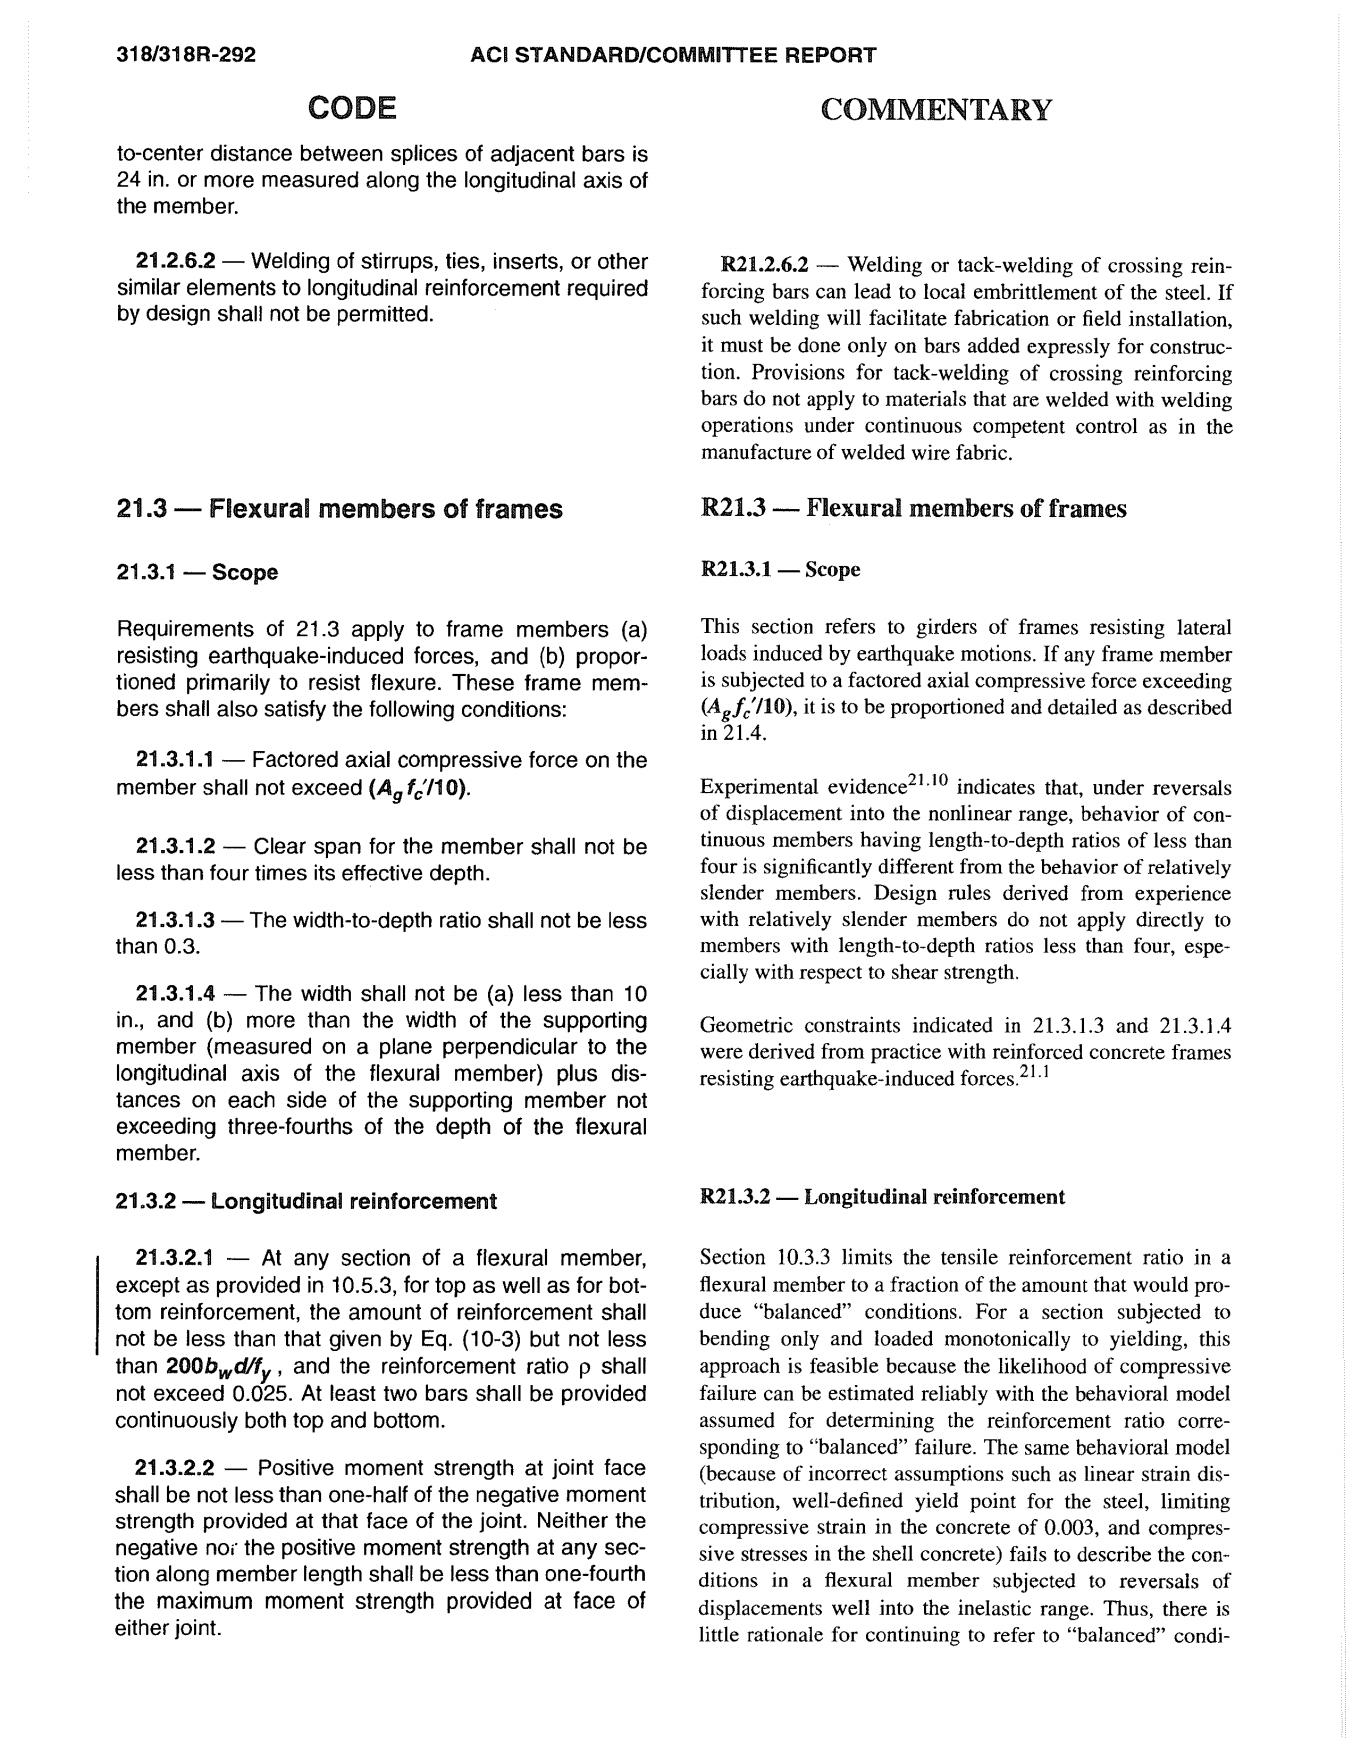 318/318R-292
ACI STANDARD/COMMITTEE REPORT
CODE
to-center distance between splices of adjacent bars is
24 in. or more measured along the longitudinal axis of
the member.
21.2.6.2 — Welding of stirrups, ties, inserts, or other
similar elements to longitudinal reinforcement required
by design shall not be permitted.
21.3 — Flexural members of frames
21.3.1 — Scope
Requirements of 21.3 apply to frame members (a)
resisting earthquake-induced forces, and (b) propor-
tioned primarily to resist flexure. These frame mem-
bers shall also satisfy the following conditions:
21.3.1.1 — Factored axial compressive force on the
member shall not exceed (A_g f_c'/10).
21.3.1.2 — Clear span for the member shall not be
less than four times its effective depth.
21.3.1.3 — The width-to-depth ratio shall not be less
than 0.3.
21.3.1.4 — The width shall not be (a) less than 10
in., and (b) more than the width of the supporting
member (measured on a plane perpendicular to the
longitudinal axis of the flexural member) plus dis-
tances on each side of the supporting member not
exceeding three-fourths of the depth of the flexural
member.
21.3.2 — Longitudinal reinforcement
21.3.2.1 — At any section of a flexural member,
except as provided in 10.5.3, for top as well as for bot-
tom reinforcement, the amount of reinforcement shall
not be less than that given by Eq. (10-3) but not less
than 200b_w d/f_y, and the reinforcement ratio ρ shall
not exceed 0.025. At least two bars shall be provided
continuously both top and bottom.
21.3.2.2 — Positive moment strength at joint face
shall be not less than one-half of the negative moment
strength provided at that face of the joint. Neither the
negative nor the positive moment strength at any sec-
tion along member length shall be less than one-fourth
the maximum moment strength provided at face of
either joint.
COMMENTARY
R21.2.6.2 — Welding or tack-welding of crossing rein-
forcing bars can lead to local embrittlement of the steel. If
such welding will facilitate fabrication or field installation,
it must be done only on bars added expressly for construc-
tion. Provisions for tack-welding of crossing reinforcing
bars do not apply to materials that are welded with welding
operations under continuous competent control as in the
manufacture of welded wire fabric.
R21.3 — Flexural members of frames
R21.3.1 — Scope
This section refers to girders of frames resisting lateral
loads induced by earthquake motions. If any frame member
is subjected to a factored axial compressive force exceeding
(A_g f_c'/10), it is to be proportioned and detailed as described
in 21.4.
Experimental evidence21.10 indicates that, under reversals
of displacement into the nonlinear range, behavior of con-
tinuous members having length-to-depth ratios of less than
four is significantly different from the behavior of relatively
slender members. Design rules derived from experience
with relatively slender members do not apply directly to
members with length-to-depth ratios less than four, espe-
cially with respect to shear strength.
Geometric constraints indicated in 21.3.1.3 and 21.3.1.4
were derived from practice with reinforced concrete frames
resisting earthquake-induced forces.21.1
R21.3.2 — Longitudinal reinforcement
Section 10.3.3 limits the tensile reinforcement ratio in a
flexural member to a fraction of the amount that would pro-
duce “balanced” conditions. For a section subjected to
bending only and loaded monotonically to yielding, this
approach is feasible because the likelihood of compressive
failure can be estimated reliably with the behavioral model
assumed for determining the reinforcement ratio corre-
sponding to “balanced” failure. The same behavioral model
(because of incorrect assumptions such as linear strain dis-
tribution, well-defined yield point for the steel, limiting
compressive strain in the concrete of 0.003, and compres-
sive stresses in the shell concrete) fails to describe the con-
ditions in a flexural member subjected to reversals of
displacements well into the inelastic range. Thus, there is
little rationale for continuing to refer to “balanced” condi-